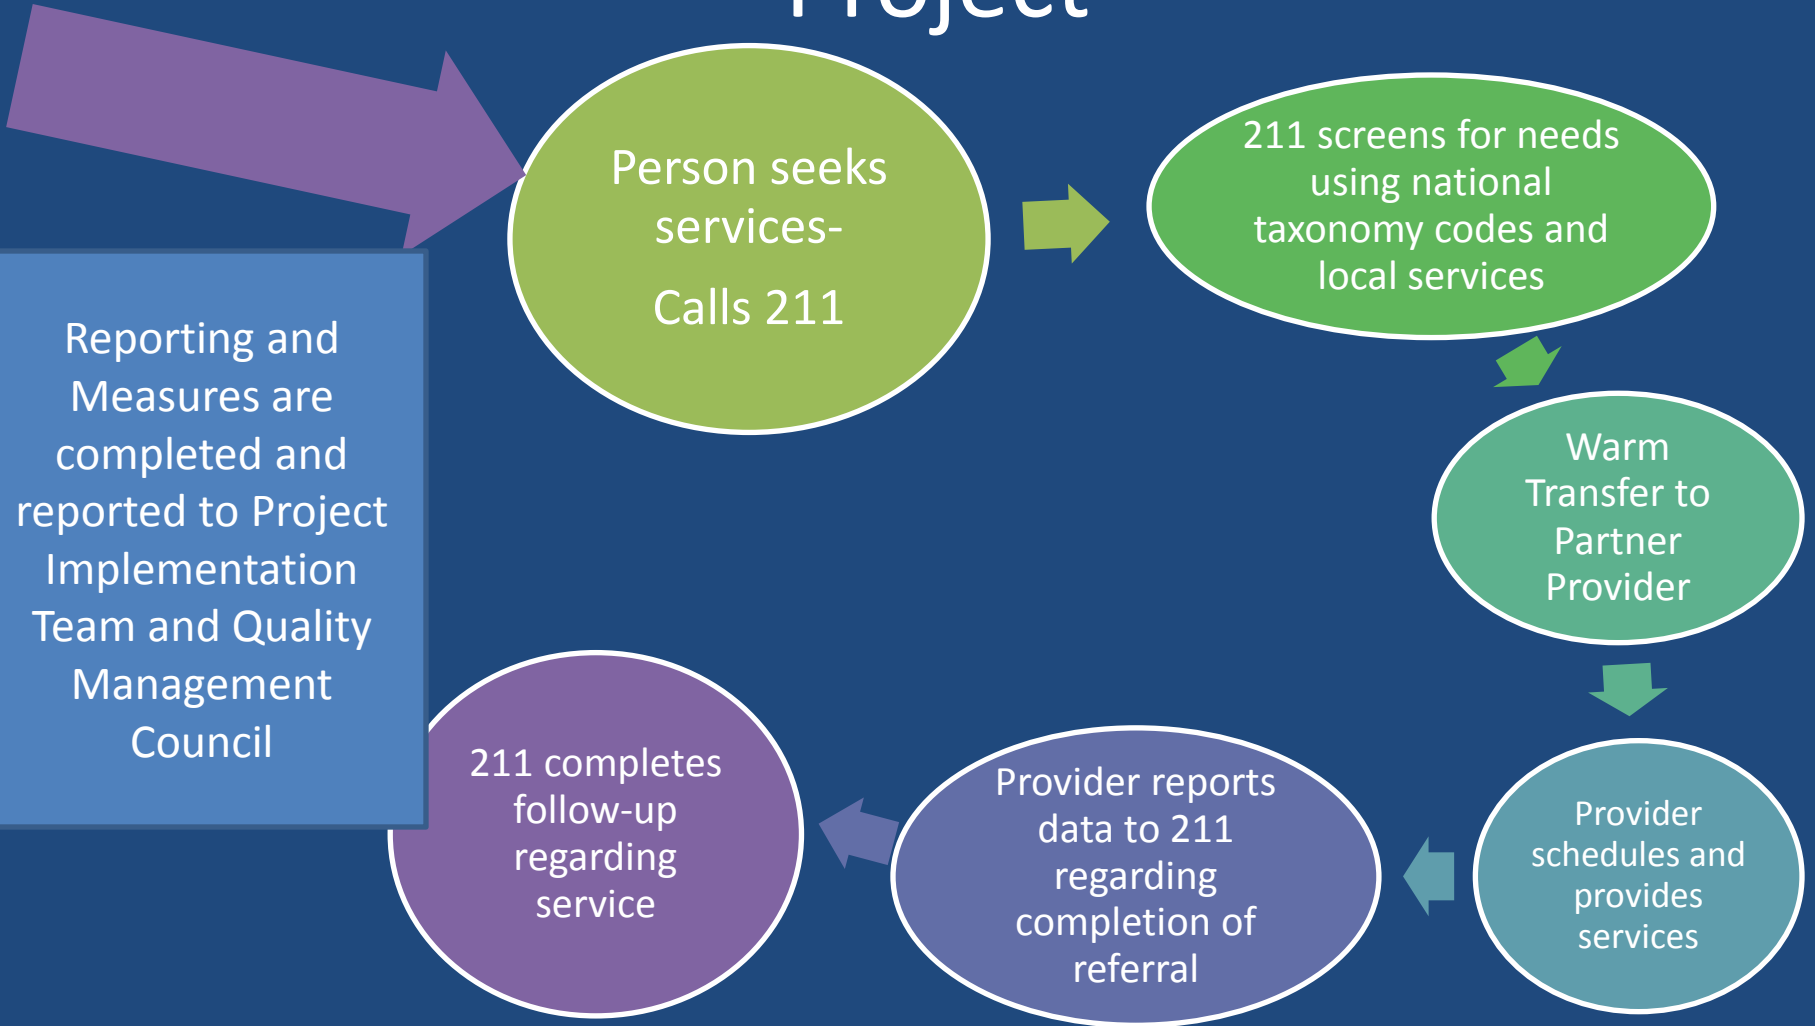 Project
Person seeks
services-
Calls 211
211 screens for needs
using national
taxonomy codes and
local services
Warm
Transfer to
Partner
Provider
Provider
schedules and
provides
services
Provider reports
data to 211
regarding
completion of
referral
211 completes
follow-up
regarding
service
Reporting and
Measures are
completed and
reported to Project
Implementation
Team and Quality
Management
Council